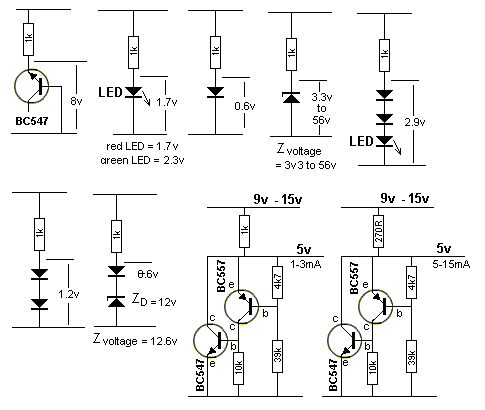 1k
8v
BC547
1k
LED
1.7v
red LED = 1.7v
green LED = 2.3v
1k
0.6v
1k
3.3v
to
56v
Z voltage
= 3v3 to 56v
1k
2.9v
LED
1k
1.2v
1k
0.6v
ZD = 12v
Z voltage = 12.6v
9v - 15v
1k
5v
1-3mA
BC557
4k7
e
c
b
c
b
e
BC547
10k
39k
9v - 15v
270R
5v
5-15mA
BC557
4k7
e
c
b
c
b
e
BC547
10k
39k